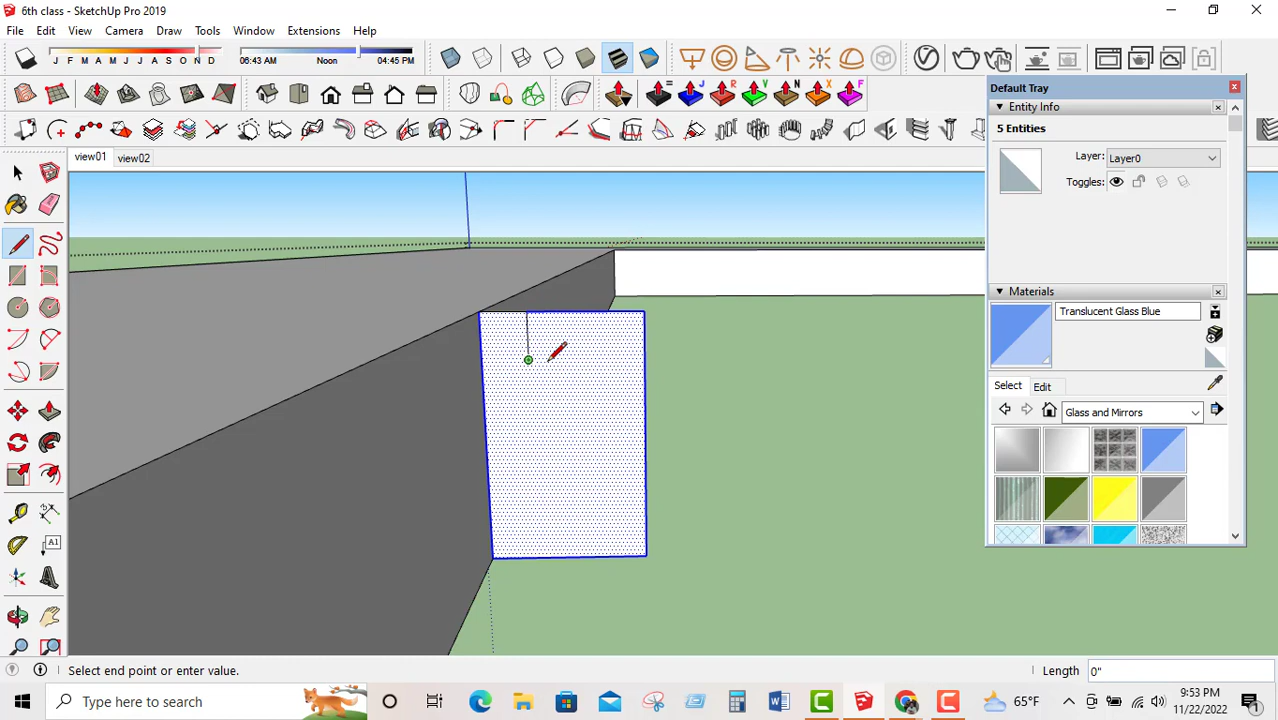 6th class - SketchUp Pro 2019
File Edit View Camera Draw Tools Window Extensions Help
J F M A M J J A S O N D
06:43 AM Noon 04:45 PM
= J R V N X F
view01 view02
Default Tray
Entity Info
5 Entities
Layer: Layer0
Toggles:
Materials
Translucent Glass Blue
Select Edit
Glass and Mirrors
A1
Select end point or enter value.
Length 0"
Type here to search
65°F
9:53 PM
11/22/2022
1